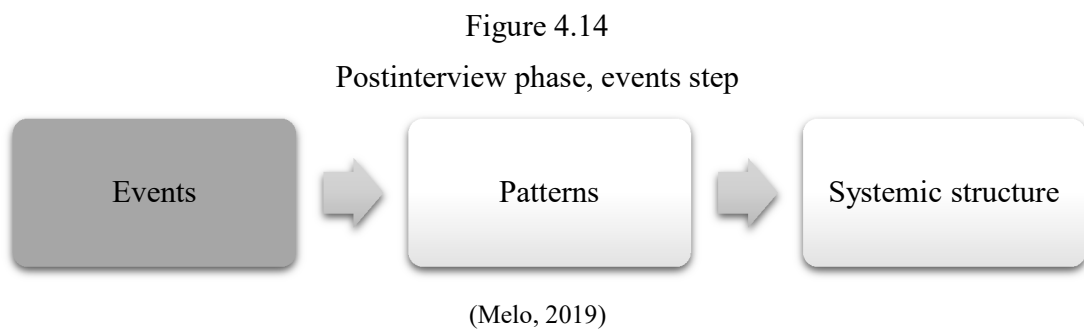 Figure 4.14
Postinterview phase, events step
Events
Patterns
Systemic structure
(Melo, 2019)